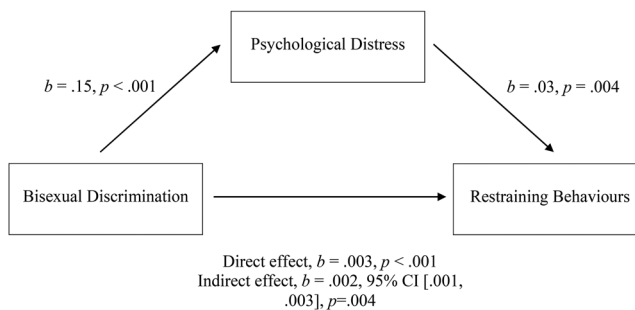 Psychological Distress
b = .15, p < .001
b = .03, p = .004
Bisexual Discrimination
Restraining Behaviours
Direct effect, b = .003, p < .001
Indirect effect, b = .002, 95% CI [.001,
.003], p=.004